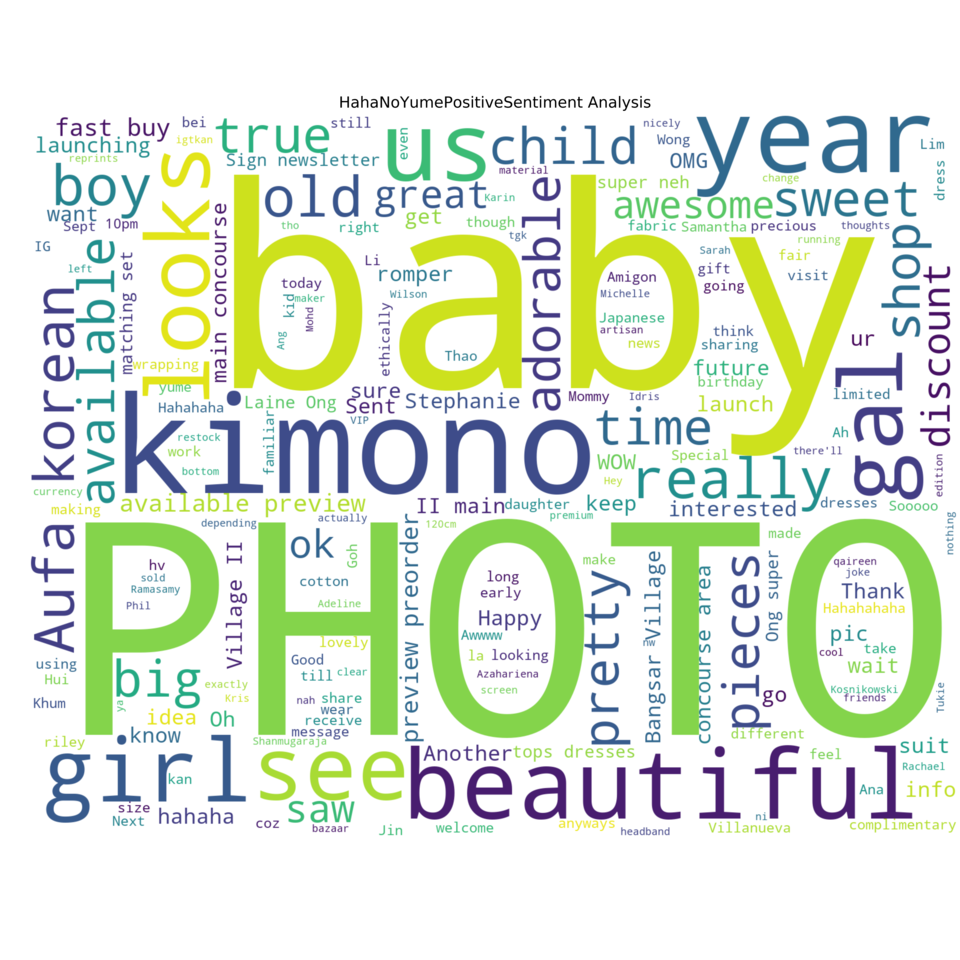 HahaNoYumePositiveSentiment Analysis
fast buy
bei
igtkan
true
still
even
us
child
nicely
Wong
OMG
year
Lim
launching
reprints
boy
want
Sept
10pm
looks
Sign newsletter
old
great
Karin
material
super neh
awesome
change
sweet
dress
IG
left
available
matching set
main concourse
baby
tho
right
get
though
tgk
adorable
fabric
Samantha
precious
thoughts
running
fair
shop
today
maker
kid
Ang
Mohd
Li
romper
Wilson
ethically
Thao
Amigon
Michelle
Japanese
artisan
news
Sarah
gift
going
visit
think
sharing
ur
discount
korean
wrapping
yume
Hahahaha
Laine Ong
sure
Sent
Stephanie
VIP
Mommy
Idris
future
birthday
launch
limited
gal
Aufa
kimono
restock
work
bottom
familiar
time
WOW
Hey
Special
there'll
Ah
really
edition
currency
making
available preview
II main
daughter
premium
keep
interested
dresses
Sooooo
nothing
depending
actually
120cm
PHOTO
hv
sold
Ramasamy
Phil
Village II
ok
Goh
cotton
Adeline
preview preorder
long
early
Happy
Awwww
la
looking
Azahariena
screen
make
pretty
nw
Bangsar Village
concourse area
pieces
Ong super
made
qaireen
joke
Thank
Hahahahaha
pic
take
cool
wait
Kosnikowski
friends
go
Tukie
using
Hui
Khum
big
ya
exactly
Kris
lovely
Good
till
clear
nah
share
wear
receive
message
idea
Oh
riley
know
Shanmugaraja
different
feel
suit
Rachael
girl
kan
see
Another
tops dresses
beautiful
Ana
info
size
Next
hahaha
saw
coz
bazaar
Jin
welcome
anyways
headband
ni
Villanueva
complimentary